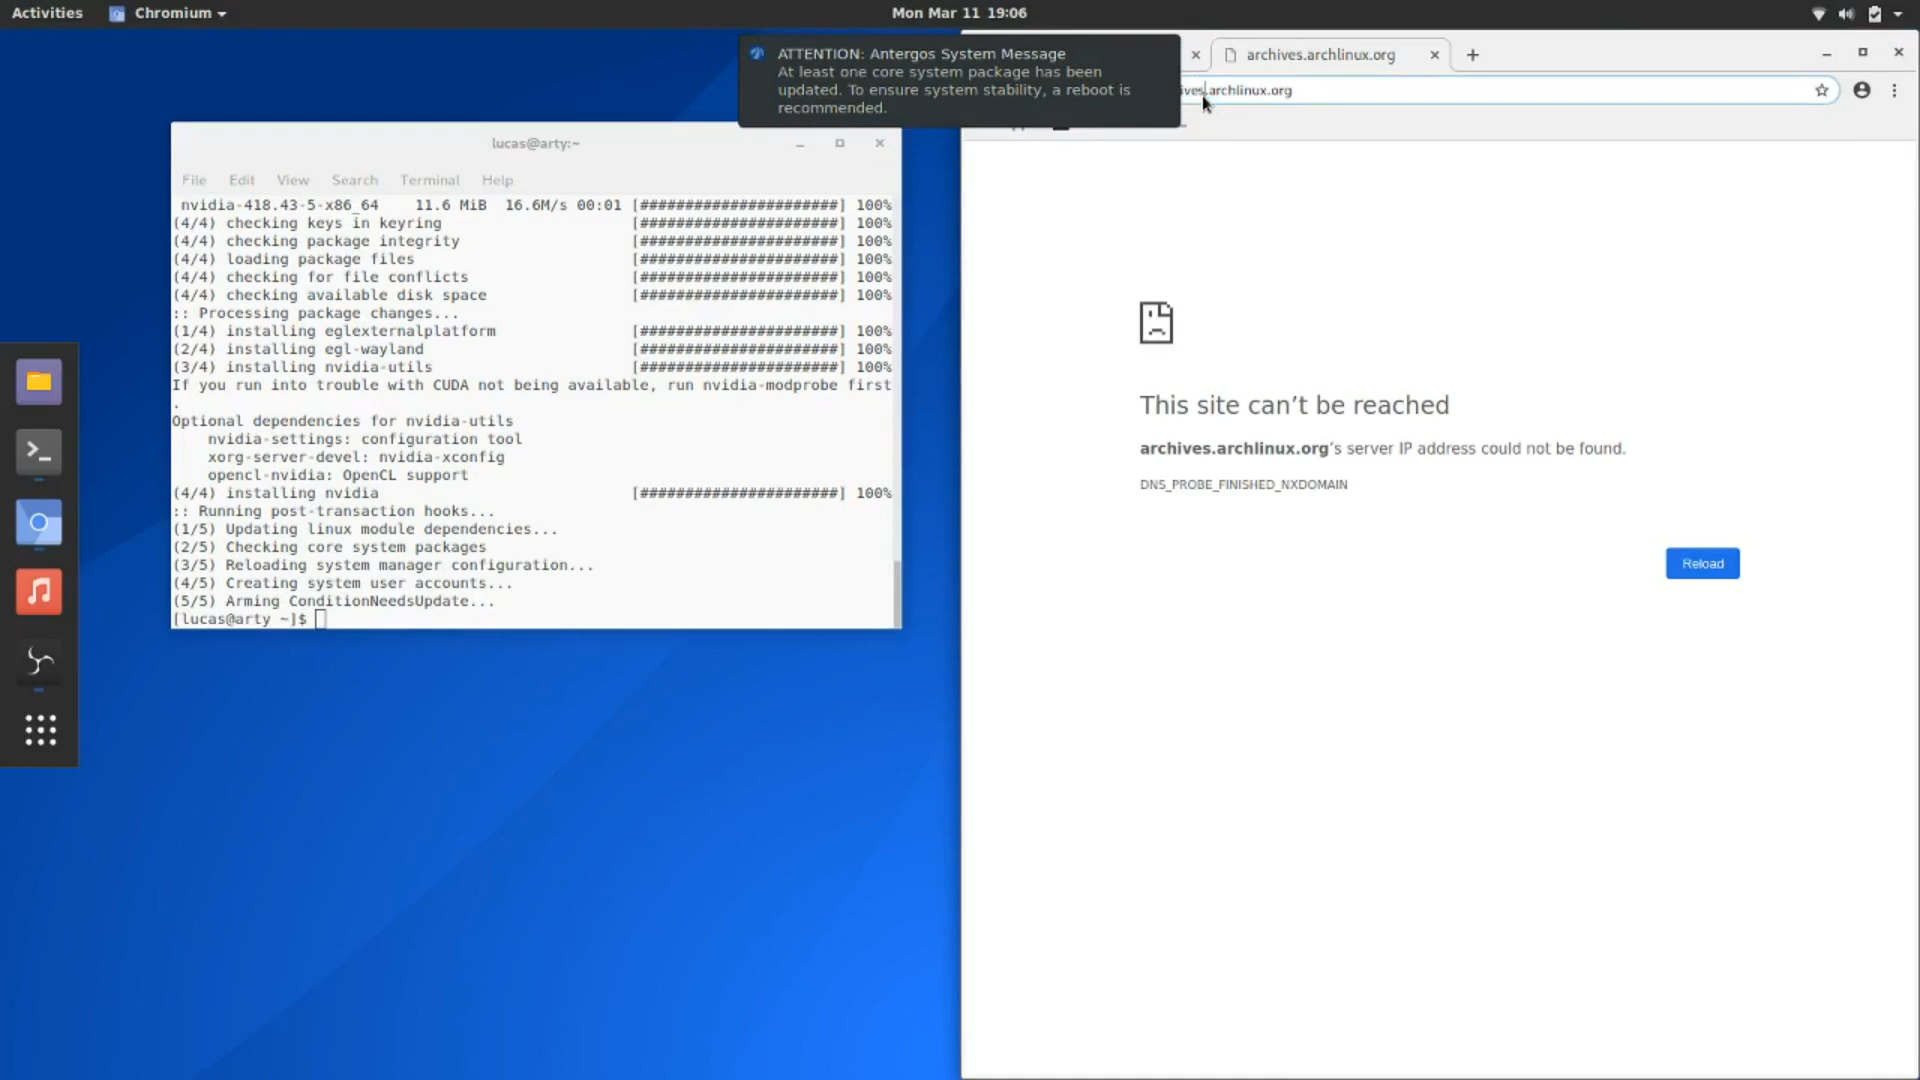 Activities
Chromium
Mon Mar 11 19:06
ATTENTION: Antergos System Message
At least one core system package has been
updated. To ensure system stability, a reboot is
recommended.
archives.archlinux.org
ives.archlinux.org
lucas@arty:~
File Edit View Search Terminal Help
nvidia-418.43-5-x86_64 11.6 MiB 16.6M/s 00:01 [######################] 100%
(4/4) checking keys in keyring [######################] 100%
(4/4) checking package integrity [######################] 100%
(4/4) loading package files [######################] 100%
(4/4) checking for file conflicts [######################] 100%
(4/4) checking available disk space [######################] 100%
:: Processing package changes...
(1/4) installing eglexternalplatform [######################] 100%
(2/4) installing egl-wayland [######################] 100%
(3/4) installing nvidia-utils [######################] 100%
If you run into trouble with CUDA not being available, run nvidia-modprobe first
.
Optional dependencies for nvidia-utils
nvidia-settings: configuration tool
xorg-server-devel: nvidia-xconfig
opencl-nvidia: OpenCL support
(4/4) installing nvidia [######################] 100%
:: Running post-transaction hooks...
(1/5) Updating linux module dependencies...
(2/5) Checking core system packages
(3/5) Reloading system manager configuration...
(4/5) Creating system user accounts...
(5/5) Arming ConditionNeedsUpdate...
[lucas@arty ~]$
This site can’t be reached
archives.archlinux.org’s server IP address could not be found.
DNS_PROBE_FINISHED_NXDOMAIN
Reload